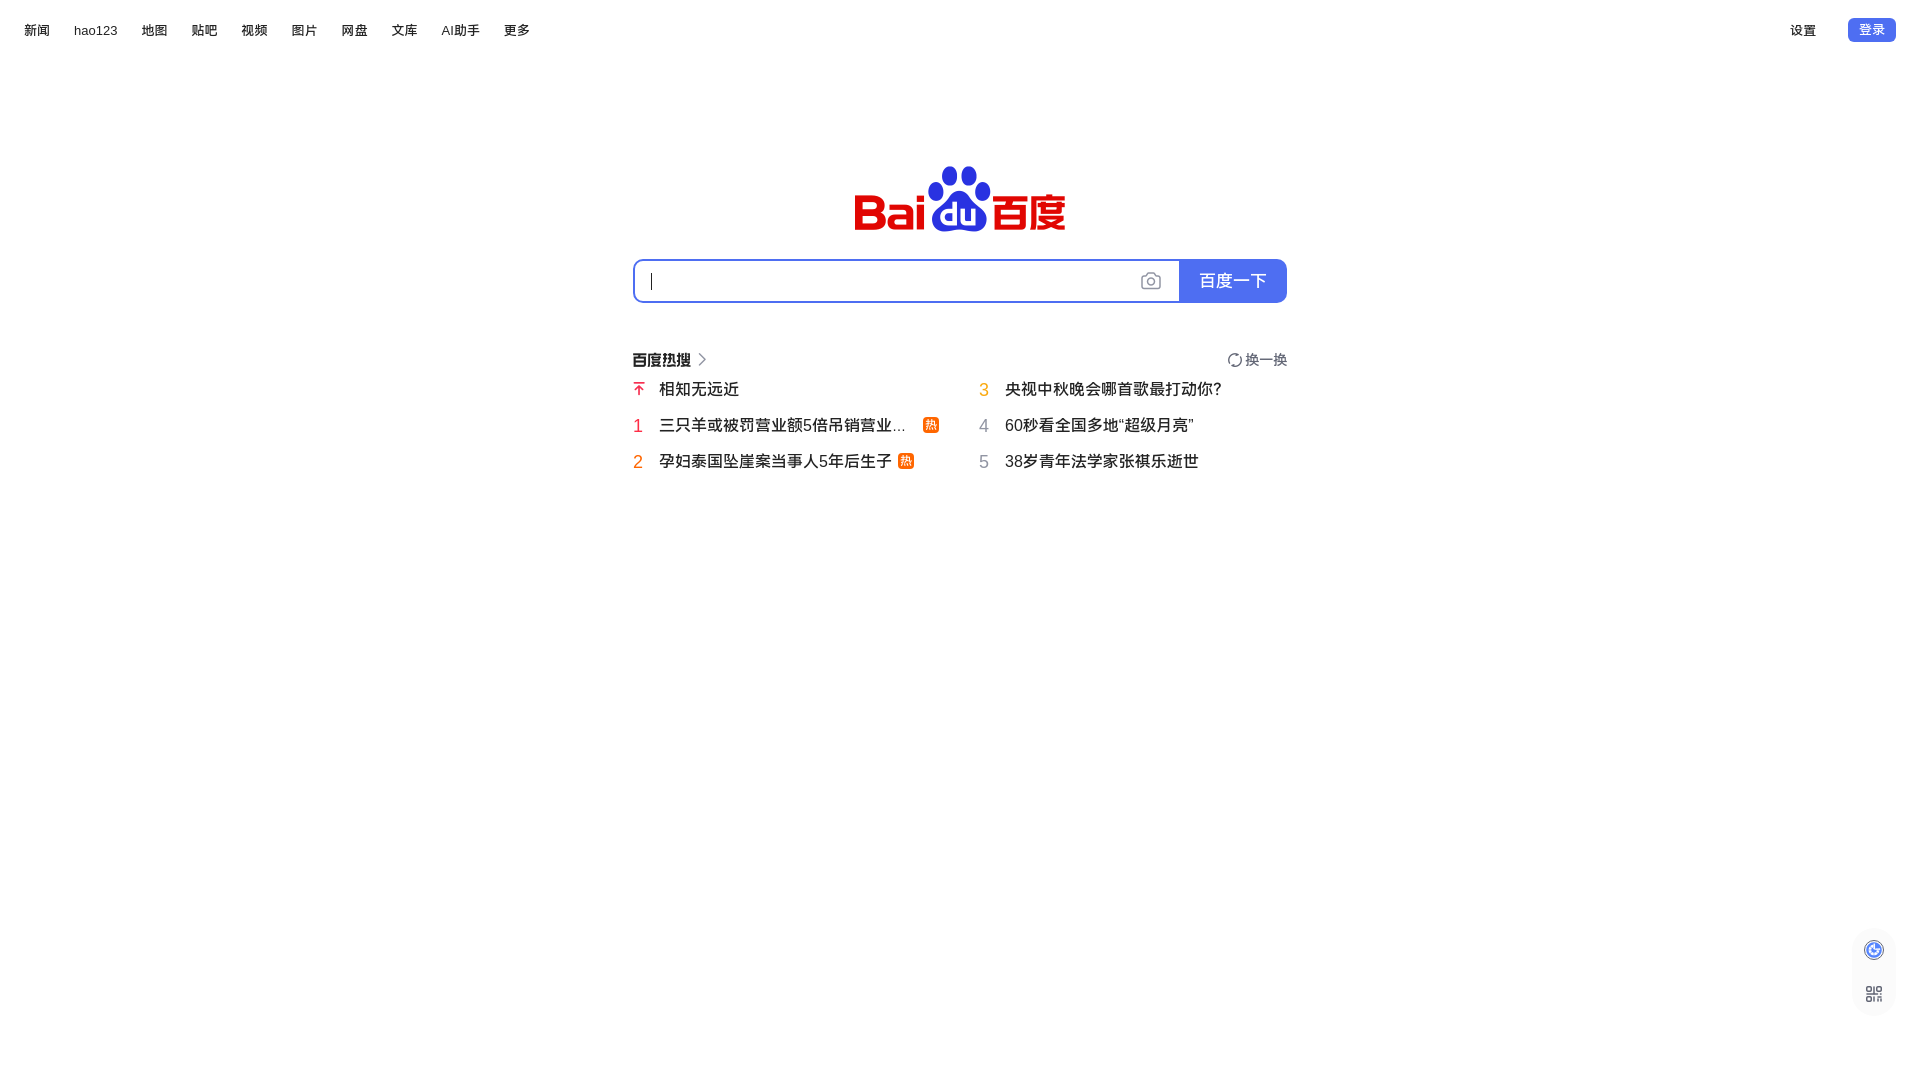 新闻 hao123 地图 贴吧 视频 图片 网盘 文库 AI助手 更多 设置 登录
Baidu百度
百度一下
百度热搜 换一换
相知无远近
1 三只羊或被罚营业额5倍吊销营业... 热
2 孕妇泰国坠崖案当事人5年后生子 热
3 央视中秋晚会哪首歌最打动你?
4 60秒看全国多地“超级月亮”
5 38岁青年法学家张祺乐逝世